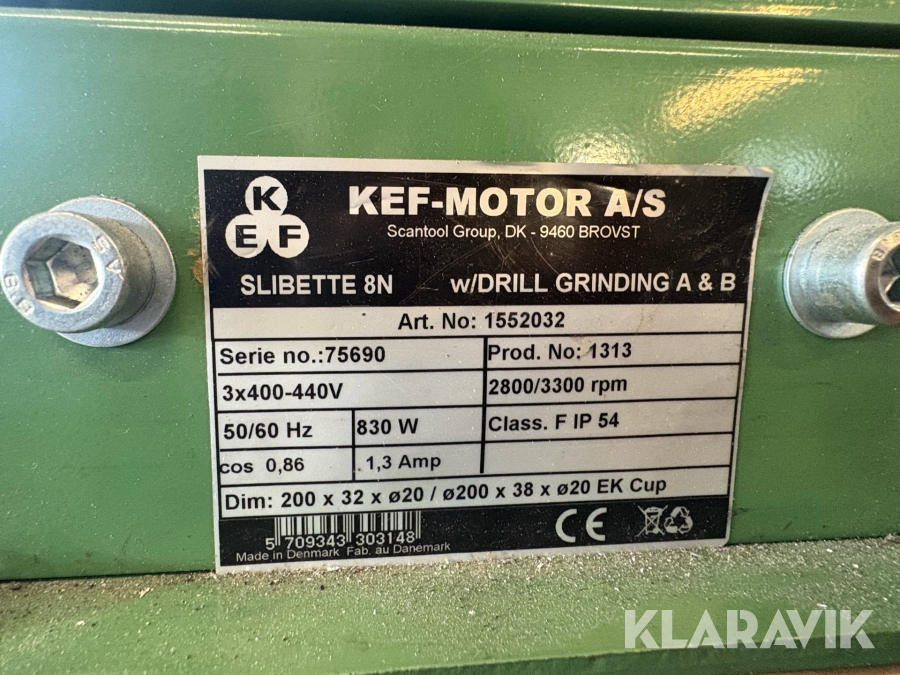 K
E F
KEF-MOTOR A/S
Scantool Group, DK - 9460 BROVST
SLIBETTE 8N w/DRILL GRINDING A & B
Art. No: 1552032
Serie no.:75690 Prod. No: 1313
3x400-440V 2800/3300 rpm
50/60 Hz 830 W Class. F IP 54
cos 0,86 1,3 Amp
Dim: 200 x 32 x ø20 / ø200 x 38 x ø20 EK Cup
5 709343 303148
Made in Denmark Fab. au Danemark
CE
KLARAVIK